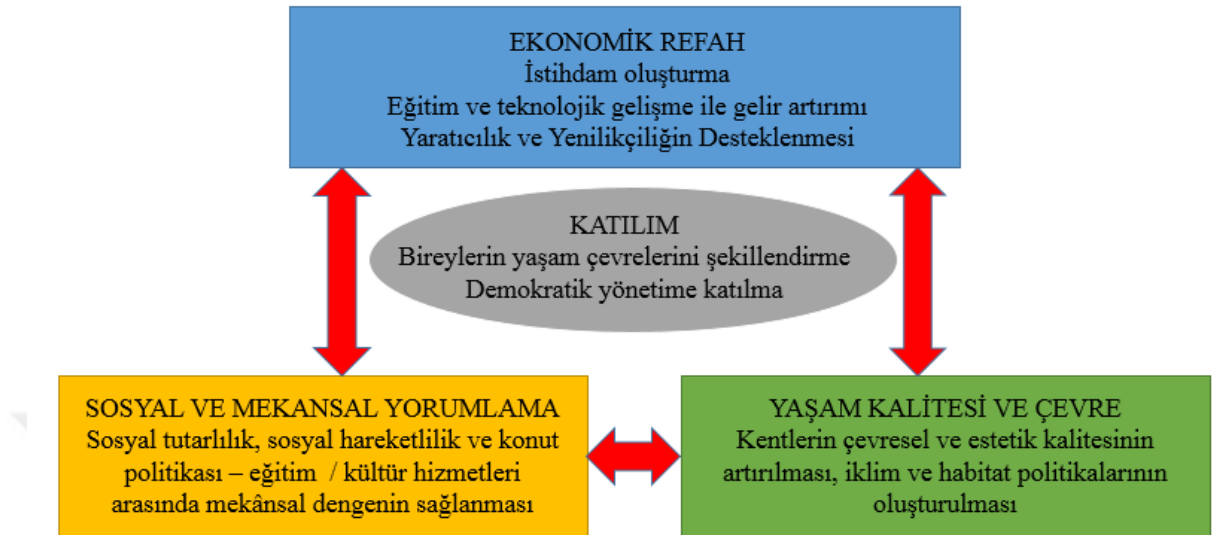 EKONOMİK REFAH
İstihdam oluşturma
Eğitim ve teknolojik gelişme ile gelir artırımı
Yaratıcılık ve Yenilikçiliğin Desteklenmesi
KATILIM
Bireylerin yaşam çevrelerini şekillendirme
Demokratik yönetime katılma
SOSYAL VE MEKANSAL YORUMLAMA
Sosyal tutarlılık, sosyal hareketlilik ve konut
politikası – eğitim / kültür hizmetleri
arasında mekânsal dengenin sağlanması
YAŞAM KALİTESİ VE ÇEVRE
Kentlerin çevresel ve estetik kalitesinin
artırılması, iklim ve habitat politikalarının
oluşturulması